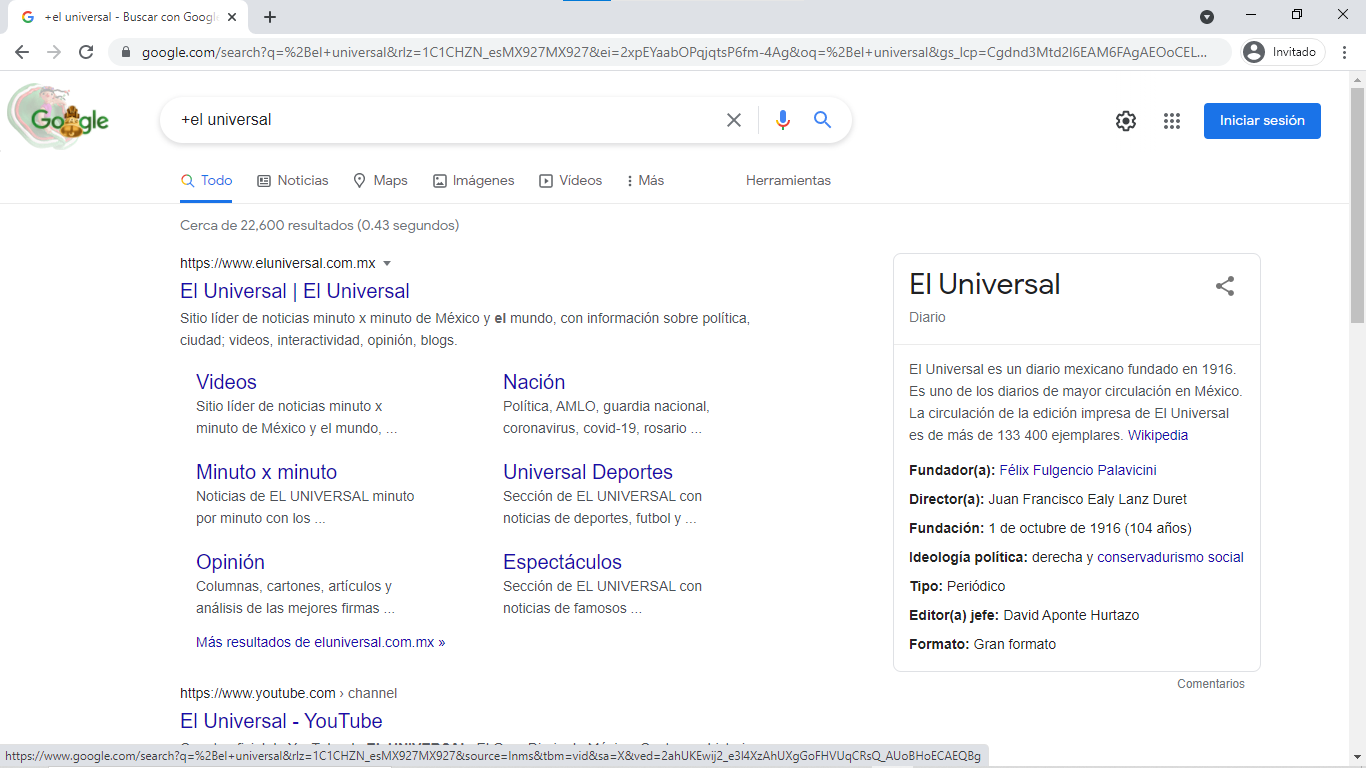 +el universal - Buscar con Google
google.com/search?q=%2Bel+universal&rlz=1C1CHZN_esMX927MX927&ei=2xpEYaabOPqjqtsP6fm-4Ag&oq=%2Bel+universal&gs_lcp=Cgdnd3Mtd2l6EAM6FAgAEOoCEL...
Invitado
Google
+el universal
Iniciar sesión
Todo Noticias Maps Imágenes Videos Más Herramientas
Cerca de 22,600 resultados (0.43 segundos)
https://www.eluniversal.com.mx
El Universal | El Universal
Sitio líder de noticias minuto x minuto de México y el mundo, con información sobre política,
ciudad; videos, interactividad, opinión, blogs.
Videos
Sitio líder de noticias minuto x
minuto de México y el mundo, ...
Nación
Política, AMLO, guardia nacional,
coronavirus, covid-19, rosario ...
Minuto x minuto
Noticias de EL UNIVERSAL minuto
por minuto con los ...
Universal Deportes
Sección de EL UNIVERSAL con
noticias de deportes, futbol y ...
Opinión
Columnas, cartones, artículos y
análisis de las mejores firmas ...
Espectáculos
Sección de EL UNIVERSAL con
noticias de famosos ...
Más resultados de eluniversal.com.mx »
https://www.youtube.com › channel
El Universal - YouTube
El Universal
Diario
El Universal es un diario mexicano fundado en 1916.
Es uno de los diarios de mayor circulación en México.
La circulación de la edición impresa de El Universal
es de más de 133 400 ejemplares. Wikipedia
Fundador(a): Félix Fulgencio Palavicini
Director(a): Juan Francisco Ealy Lanz Duret
Fundación: 1 de octubre de 1916 (104 años)
Ideología política: derecha y conservadurismo social
Tipo: Periódico
Editor(a) jefe: David Aponte Hurtazo
Formato: Gran formato
Comentarios
https://www.google.com/search?q=%2Bel+universal&rlz=1C1CHZN_esMX927MX927&source=lnms&tbm=vid&sa=X&ved=2ahUKEwij2_e3l4XzAhUXgGoFHVUqCRsQ_AUoBHoECAEQBg